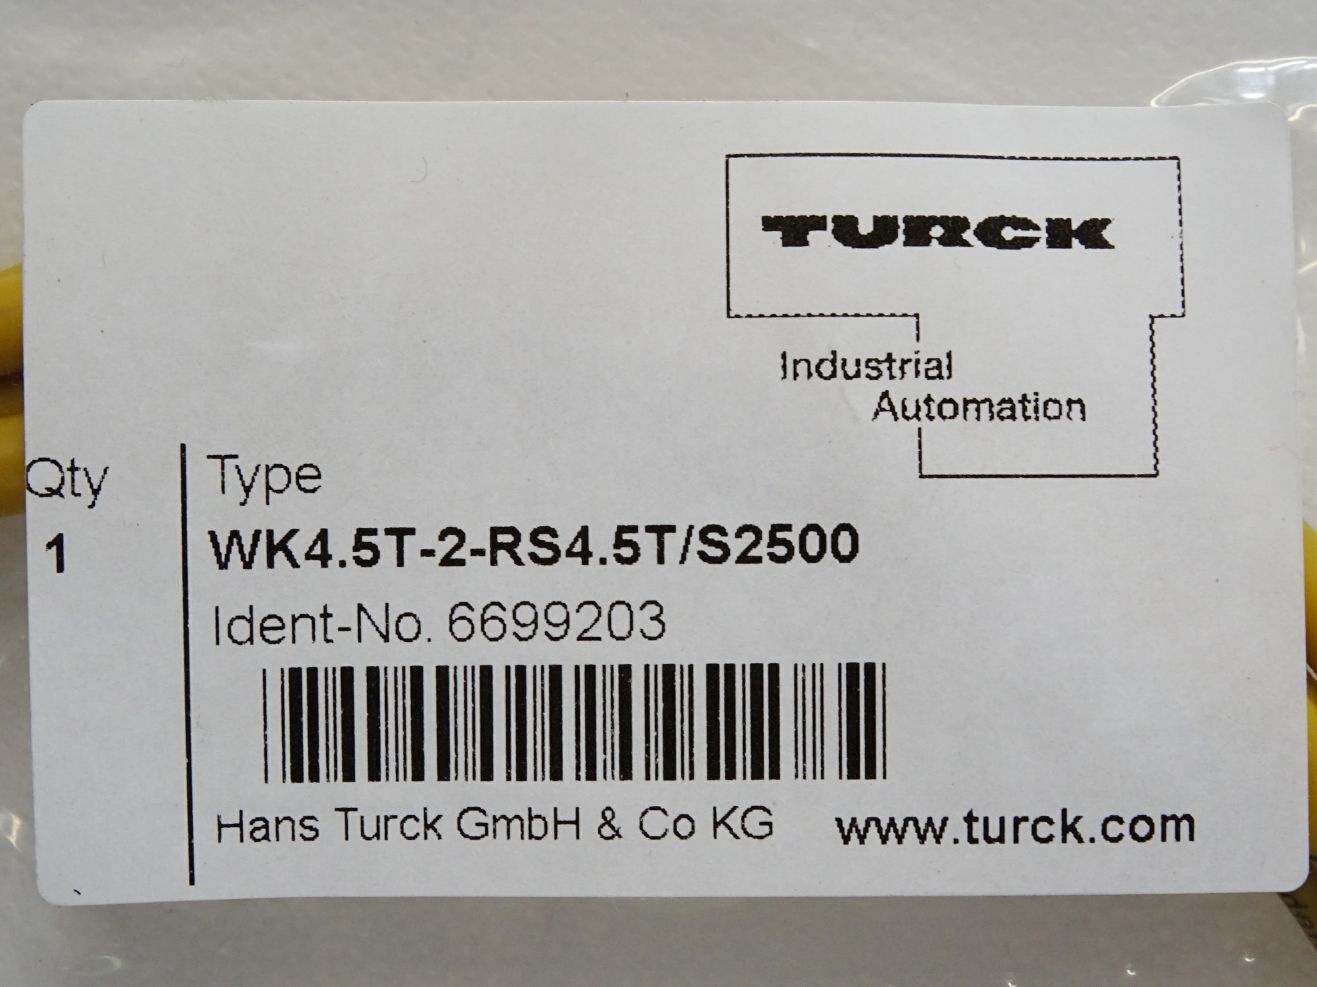 TURCK
Industrial
Automation
Qty
Type
1
WK4.5T-2-RS4.5T/S2500
Ident-No. 6699203
Hans Turck GmbH & Co KG
www.turck.com